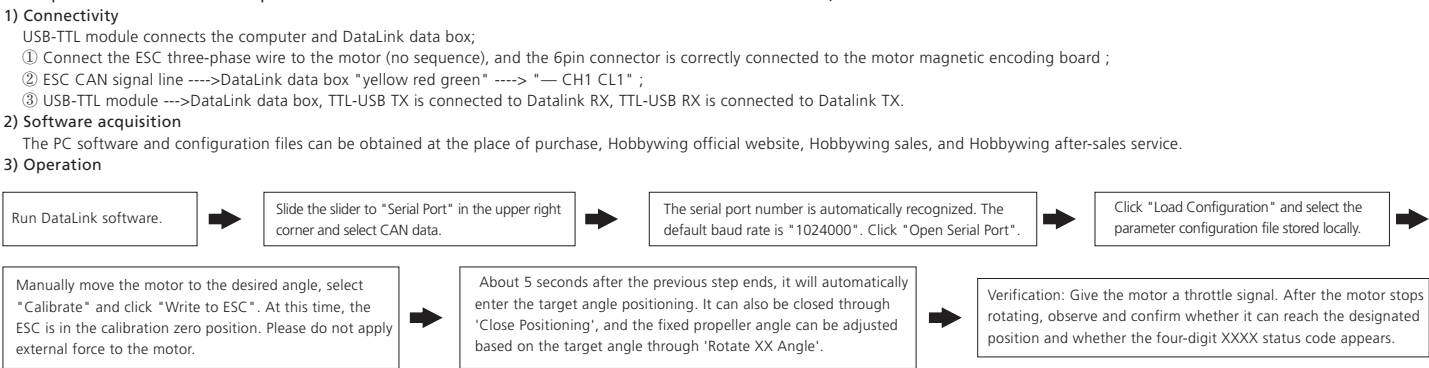 1) Connectivity
USB-TTL module connects the computer and DataLink data box;
① Connect the ESC three-phase wire to the motor (no sequence), and the 6pin connector is correctly connected to the motor magnetic encoding board ;
② ESC CAN signal line ---->DataLink data box "yellow red green" ----> "— CH1 CL1" ;
③ USB-TTL module --->DataLink data box, TTL-USB TX is connected to Datalink RX, TTL-USB RX is connected to Datalink TX.
2) Software acquisition
The PC software and configuration files can be obtained at the place of purchase, Hobbywing official website, Hobbywing sales, and Hobbywing after-sales service.
3) Operation
Run DataLink software.
Slide the slider to "Serial Port" in the upper right
corner and select CAN data.
The serial port number is automatically recognized. The
default baud rate is "1024000". Click "Open Serial Port".
Click "Load Configuration" and select the
parameter configuration file stored locally.
Manually move the motor to the desired angle, select
"Calibrate" and click "Write to ESC". At this time, the
ESC is in the calibration zero position. Please do not apply
external force to the motor.
About 5 seconds after the previous step ends, it will automatically
enter the target angle positioning. It can also be closed through
'Close Positioning', and the fixed propeller angle can be adjusted
based on the target angle through 'Rotate XX Angle'.
Verification: Give the motor a throttle signal. After the motor stops
rotating, observe and confirm whether it can reach the designated
position and whether the four-digit XXXX status code appears.